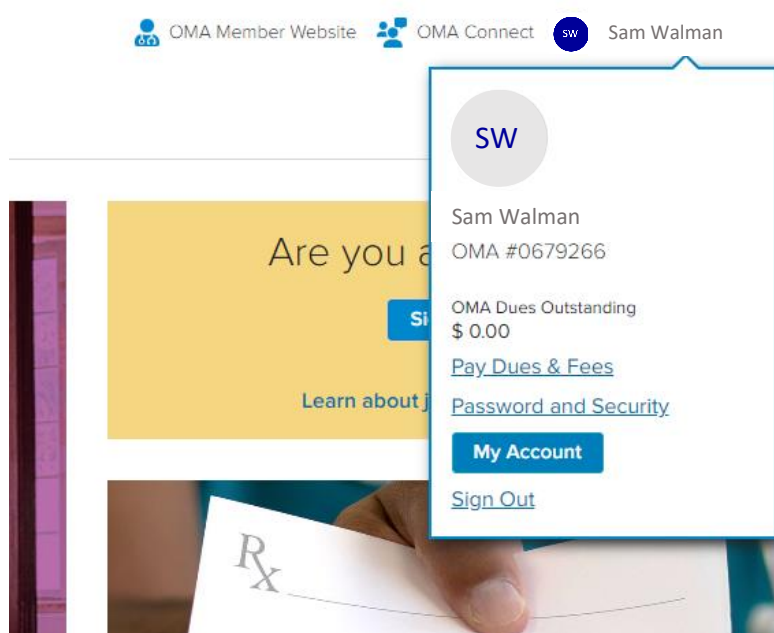 OMA Member Website OMA Connect SW Sam Walman
SW
Sam Walman
OMA #0679266
Are you a
OMA Dues Outstanding
$ 0.00
Pay Dues & Fees
Learn about
Password and Security
My Account
Sign Out
Rx